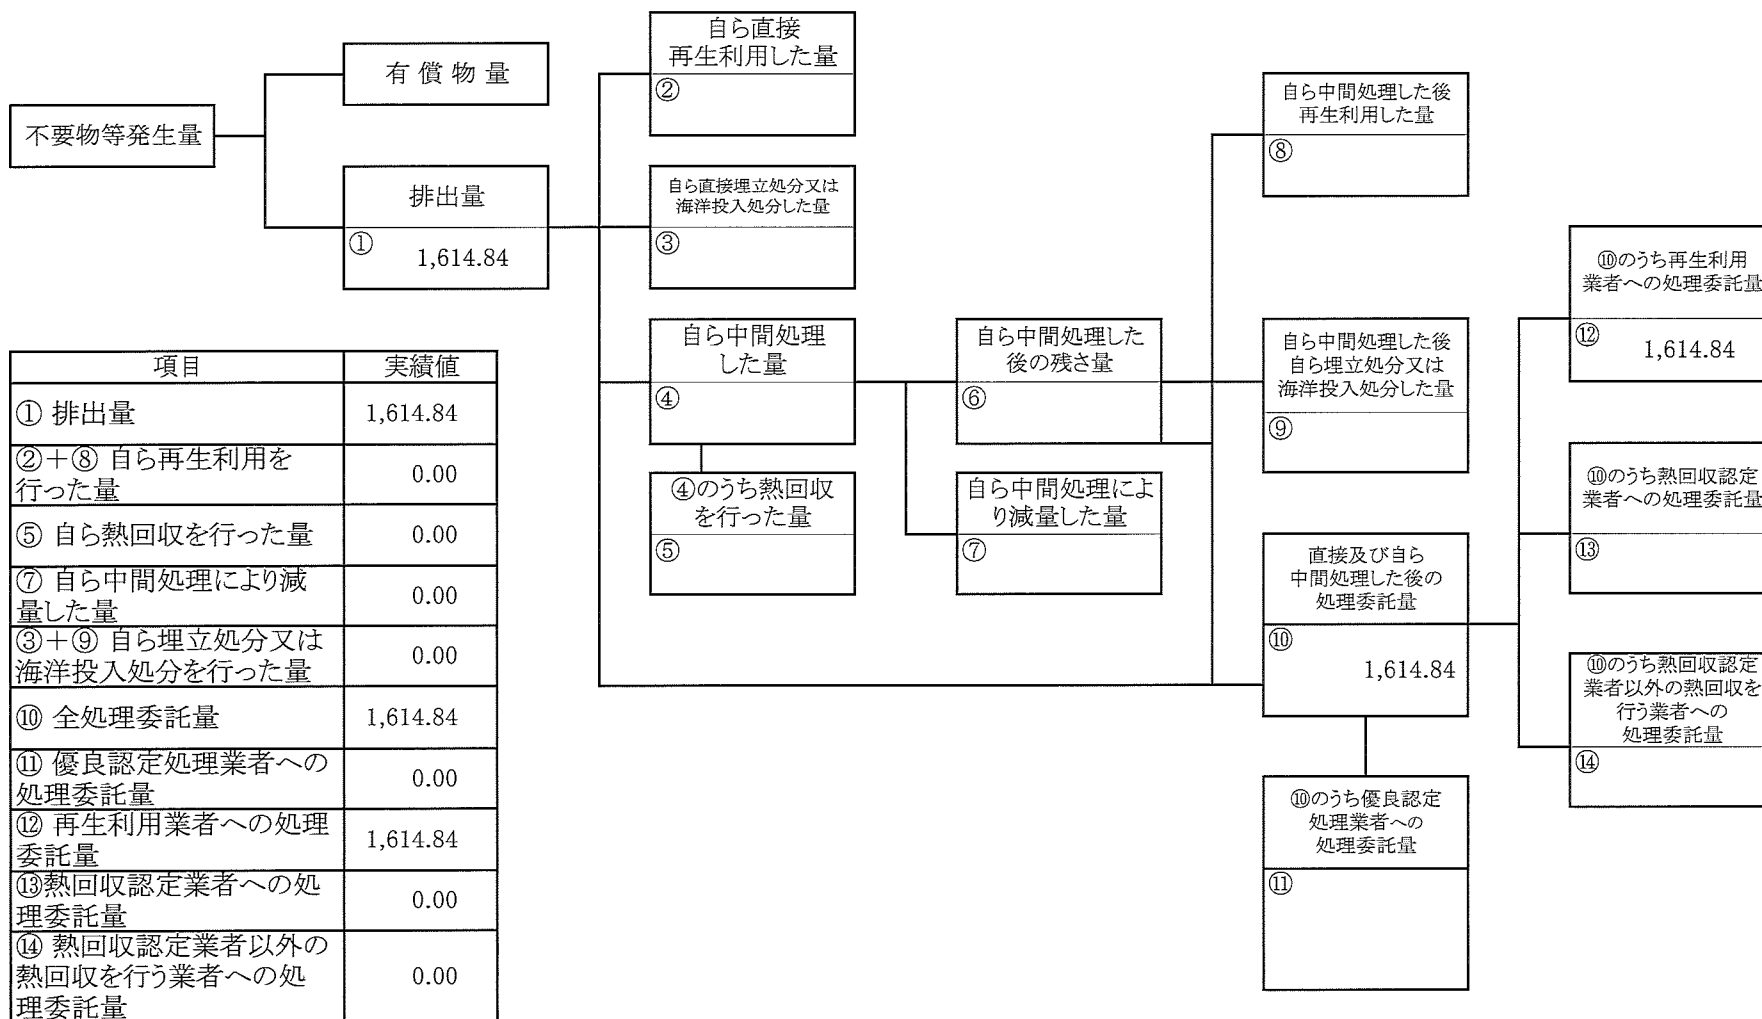 不要物等発生量
有償物量
排出量
①
1,614.84
自ら直接
再生利用した量
②
自ら直接埋立処分又は
海洋投入処分した量
③
自ら中間処理
した量
④
④のうち熱回収
を行った量
⑤
自ら中間処理した
後の残さ量
⑥
自ら中間処理によ
り減量した量
⑦
自ら中間処理した後
再生利用した量
⑧
自ら中間処理した後
自ら埋立処分又は
海洋投入処分した量
⑨
直接及び自ら
中間処理した後の
処理委託量
⑩
1,614.84
⑩のうち優良認定
処理業者への
処理委託量
⑪
⑩のうち再生利用
業者への処理委託量
⑫
1,614.84
⑩のうち熱回収認定
業者への処理委託量
⑬
⑩のうち熱回収認定
業者以外の熱回収を
行う業者への
処理委託量
⑭
項目 実績値
① 排出量 1,614.84
②+⑧ 自ら再生利用を
行った量 0.00
⑤ 自ら熱回収を行った量 0.00
⑦ 自ら中間処理により減
量した量 0.00
③+⑨ 自ら埋立処分又は
海洋投入処分を行った量 0.00
⑩ 全処理委託量 1,614.84
⑪ 優良認定処理業者への
処理委託量 0.00
⑫ 再生利用業者への処理
委託量 1,614.84
⑬熱回収認定業者への処
理委託量 0.00
⑭ 熱回収認定業者以外の
熱回収を行う業者への処
理委託量 0.00